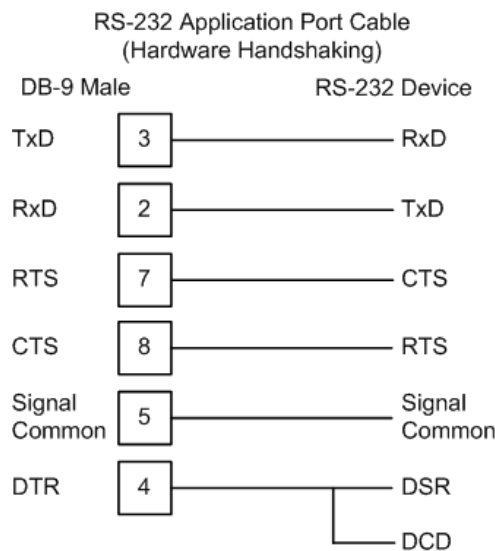 RS-232 Application Port Cable
(Hardware Handshaking)
DB-9 Male RS-232 Device
TxD 3 RxD
RxD 2 TxD
RTS 7 CTS
CTS 8 RTS
Signal Common 5 Signal Common
DTR 4 DSR
DCD